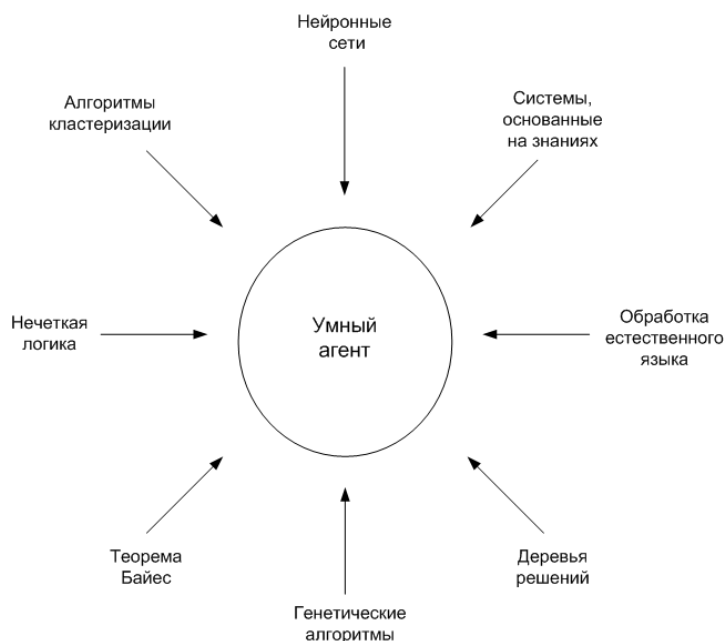 Нейронные
сети
Алгоритмы
кластеризации
Системы,
основанные
на знаниях
Нечеткая
логика
Умный
агент
Обработка
естественного
языка
Теорема
Байес
Генетические
алгоритмы
Деревья
решений